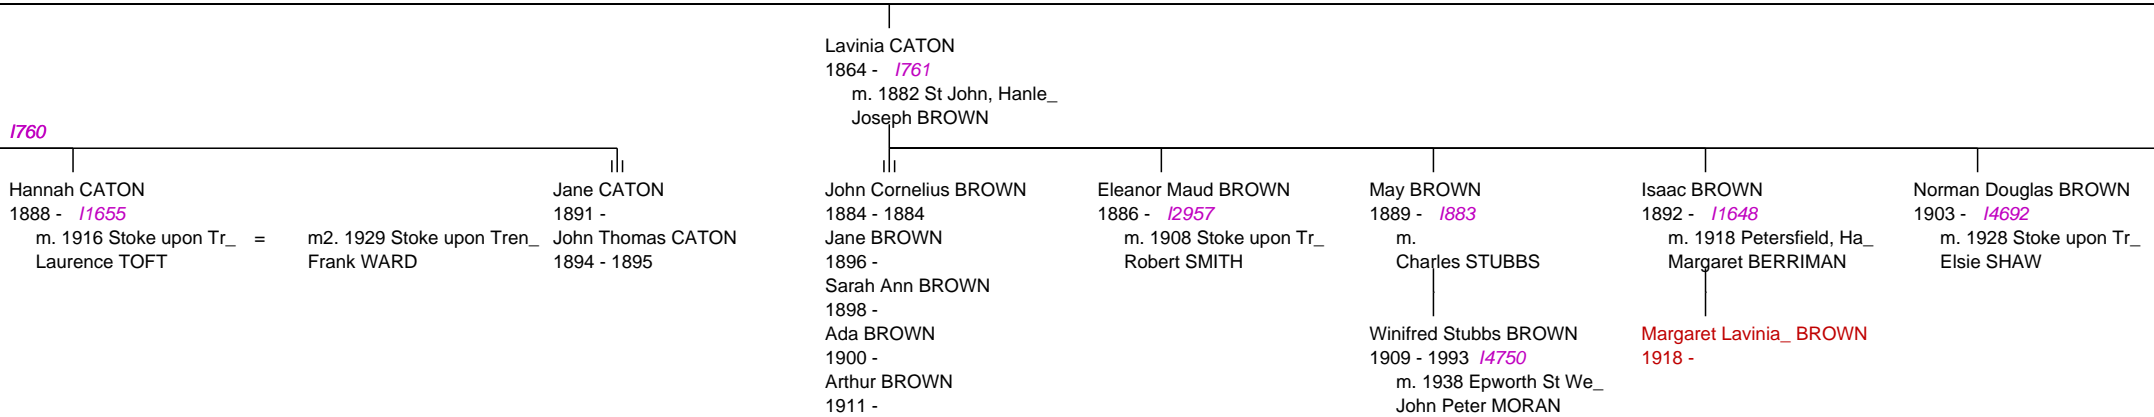 Lavinia CATON
1864 - I761
m. 1882 St John, Hanle_
Joseph BROWN
I760
Hannah CATON
1888 - I1655
m. 1916 Stoke upon Tr_ =
Laurence TOFT
m2. 1929 Stoke upon Tren_
Frank WARD
Jane CATON
1891 -
John Thomas CATON
1894 - 1895
John Cornelius BROWN
1884 - 1884
Jane BROWN
1896 -
Sarah Ann BROWN
1898 -
Ada BROWN
1900 -
Arthur BROWN
1911 -
Eleanor Maud BROWN
1886 - I2957
m. 1908 Stoke upon Tr_
Robert SMITH
May BROWN
1889 - I883
m.
Charles STUBBS
Winifred Stubbs BROWN
1909 - 1993 I4750
m. 1938 Epworth St We_
John Peter MORAN
Isaac BROWN
1892 - I1648
m. 1918 Petersfield, Ha_
Margaret BERRIMAN
Margaret Lavinia_ BROWN
1918 -
Norman Douglas BROWN
1903 - I4692
m. 1928 Stoke upon Tr_
Elsie SHAW